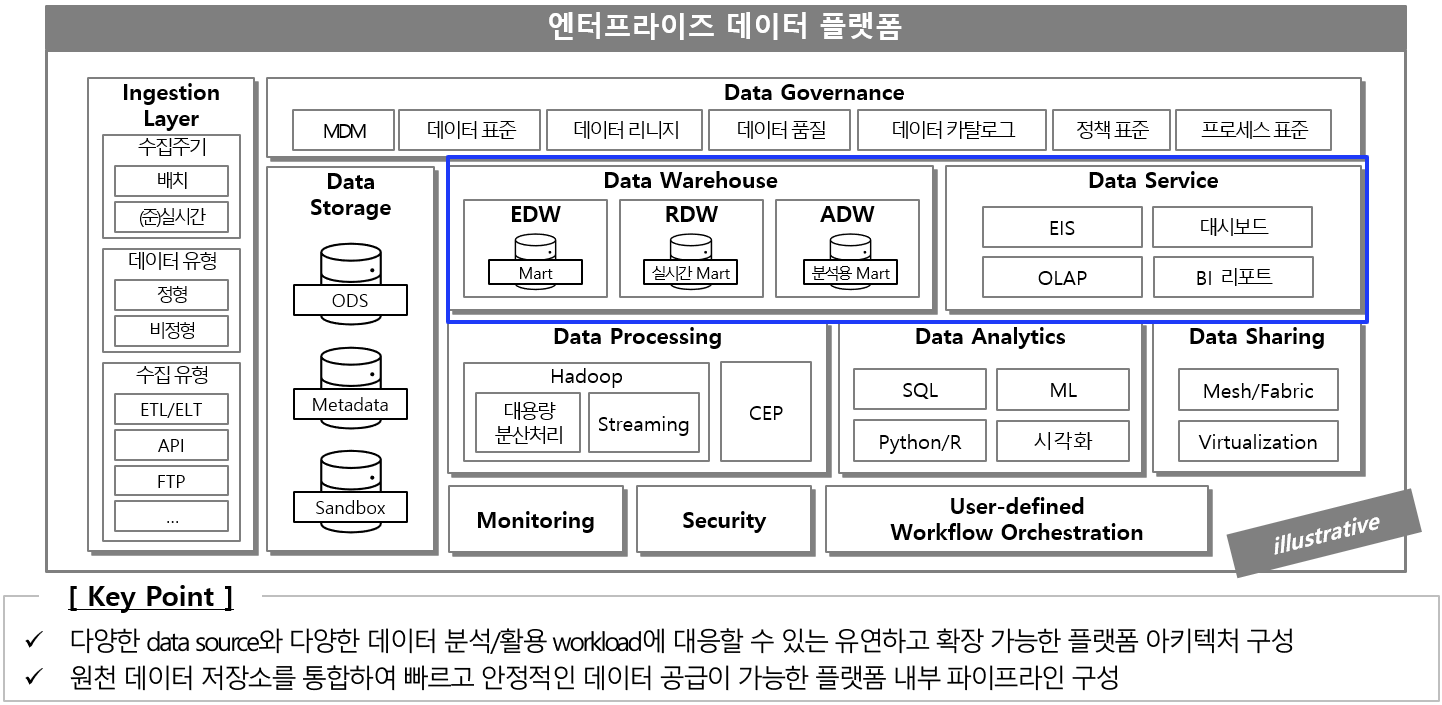 엔터프라이즈 데이터 플랫폼
Ingestion
Layer
수집주기
배치
(準)실시간
데이터 유형
정형
비정형
수집 유형
ETL/ELT
API
FTP
...
Data Governance
MDM
데이터 표준
데이터 리니지
데이터 품질
데이터 카탈로그
정책 표준
프로세스 표준
Data
Storage
ODS
Metadata
Sandbox
Data Warehouse
EDW
Mart
RDW
실시간 Mart
ADW
분석용 Mart
Data Service
EIS
대시보드
OLAP
BI 리포트
Data Processing
Hadoop
대용량
분산처리
Streaming
CEP
Data Analytics
SQL
ML
Python/R
시각화
Data Sharing
Mesh/Fabric
Virtualization
Monitoring
Security
User-defined
Workflow Orchestration
illustrative
[ Key Point ]
✓ 다양한 data source와 다양한 데이터 분석/활용 workload에 대응할 수 있는 유연하고 확장 가능한 플랫폼 아키텍처 구성
✓ 원천 데이터 저장소를 통합하여 빠르고 안정적인 데이터 공급이 가능한 플랫폼 내부 파이프라인 구성